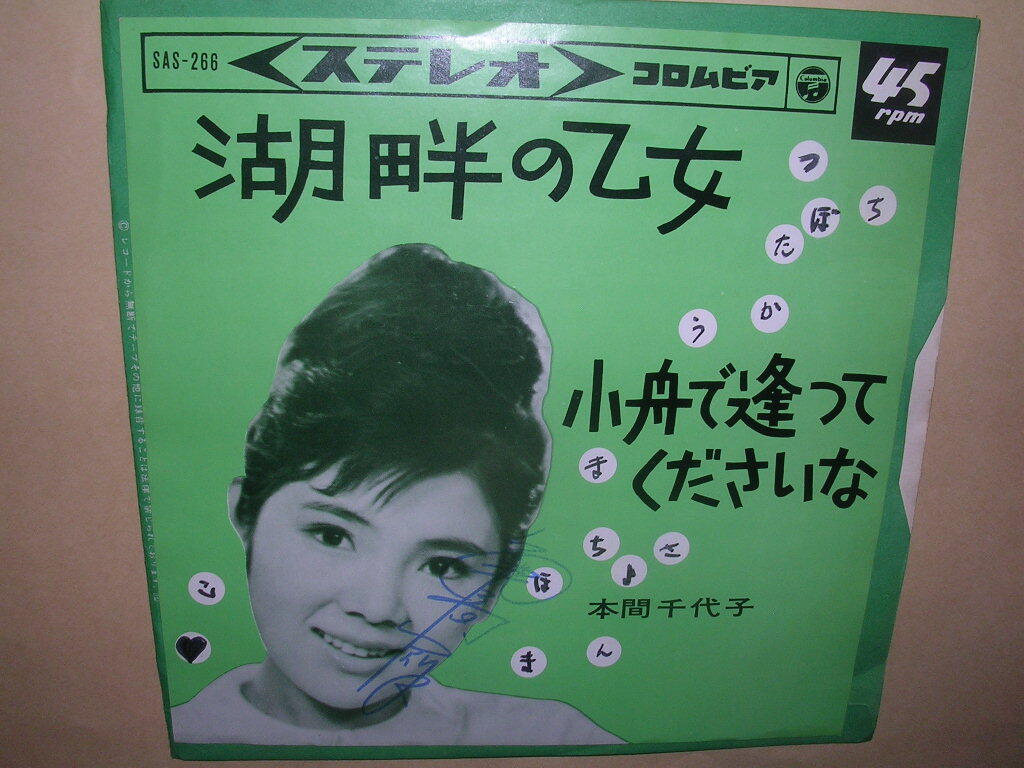 SAS-266
ステレオ
コロムビア
Columbia
45
rpm
湖畔の乙女
つ
ぼ
ち
た
か
う
小舟で逢って
くださいな
ま
ち
よ
せ
ほ
こ
本間千代子
ま
ん